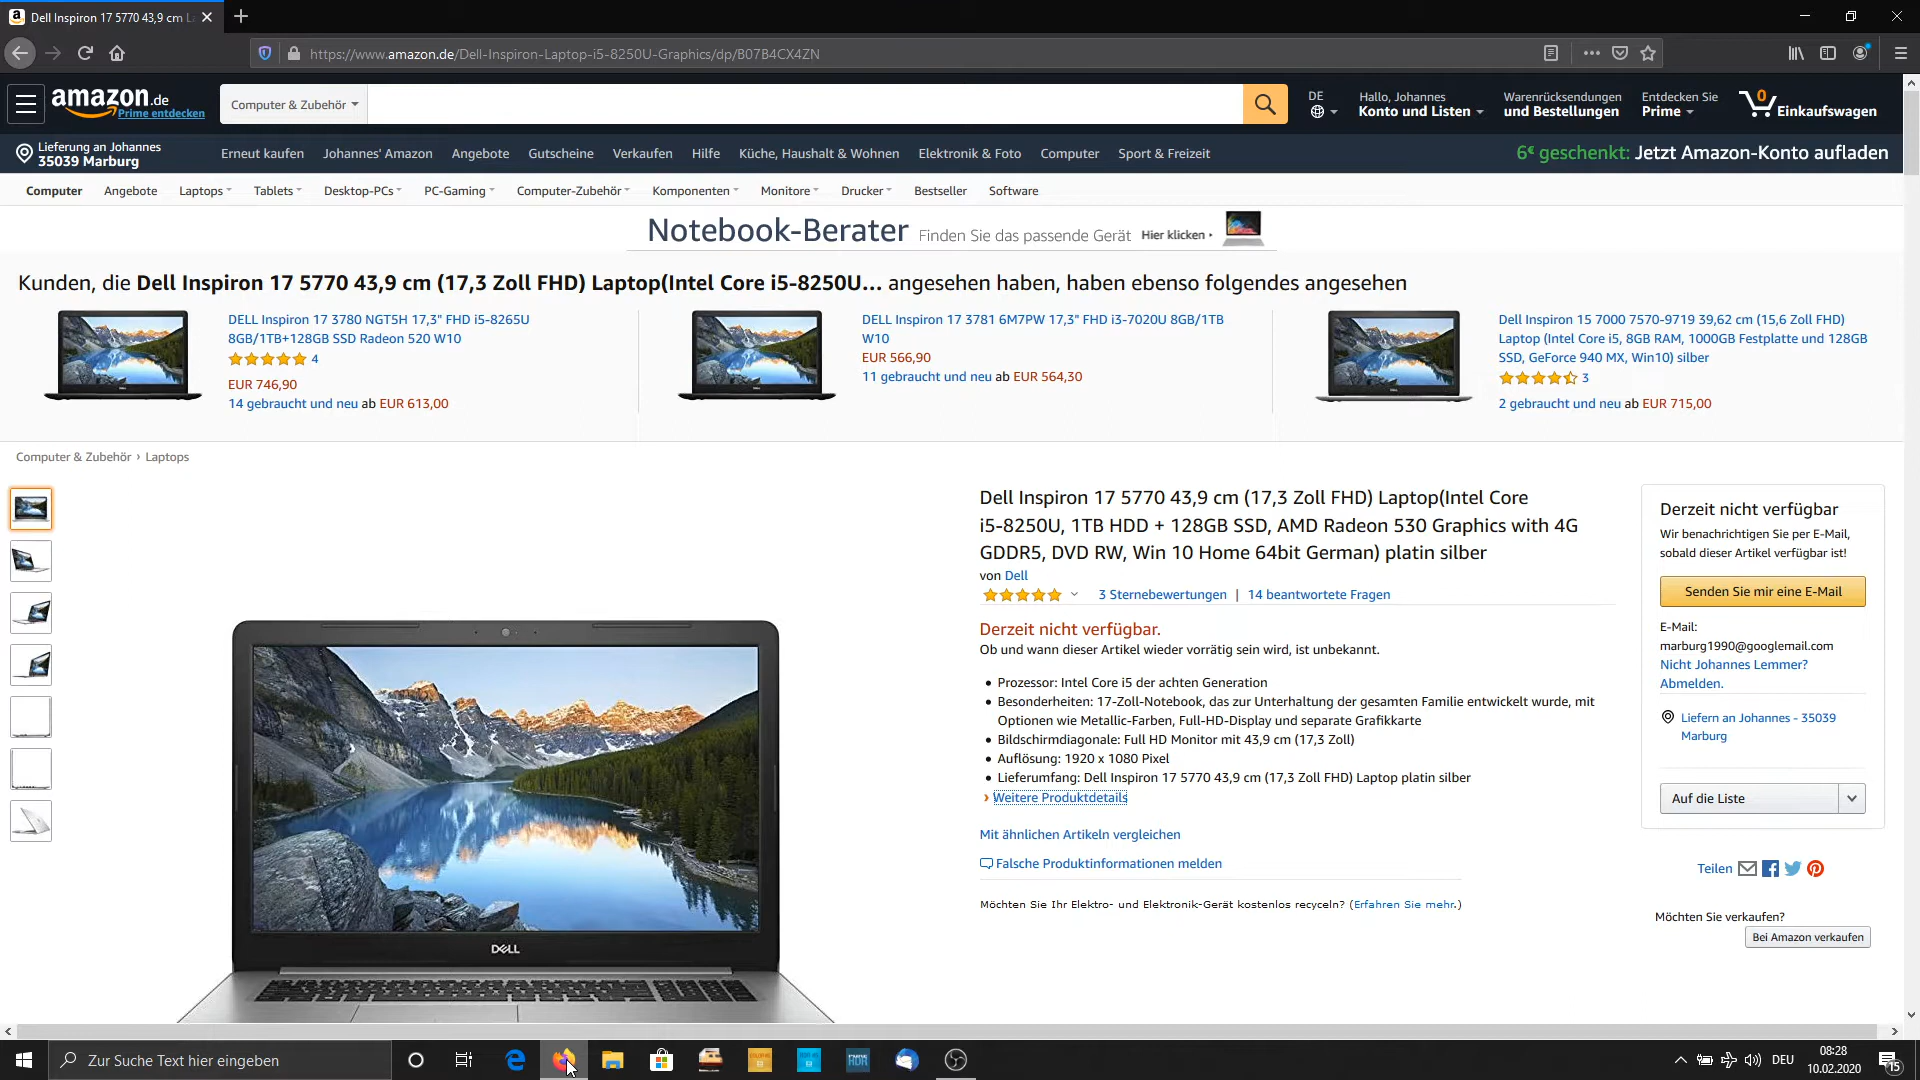 Dell Inspiron 17 5770 43,9 cm L
https://www.amazon.de/Dell-Inspiron-Laptop-i5-8250U-Graphics/dp/B07B4CX4ZN
amazon.de
Prime entdecken
Computer & Zubehör
DE
Hallo, Johannes
Konto und Listen
Warenrücksendungen
und Bestellungen
Entdecken Sie
Prime
0
Einkaufswagen
Lieferung an Johannes
35039 Marburg
Erneut kaufen
Johannes' Amazon
Angebote
Gutscheine
Verkaufen
Hilfe
Küche, Haushalt & Wohnen
Elektronik & Foto
Computer
Sport & Freizeit
6€ geschenkt: Jetzt Amazon-Konto aufladen
Computer
Angebote
Laptops
Tablets
Desktop-PCs
PC-Gaming
Computer-Zubehör
Komponenten
Monitore
Drucker
Bestseller
Software
Notebook-Berater Finden Sie das passende Gerät Hier klicken
Kunden, die Dell Inspiron 17 5770 43,9 cm (17,3 Zoll FHD) Laptop(Intel Core i5-8250U... angesehen haben, haben ebenso folgendes angesehen
DELL Inspiron 17 3780 NGT5H 17,3" FHD i5-8265U
8GB/1TB+128GB SSD Radeon 520 W10
4
EUR 746,90
14 gebraucht und neu ab EUR 613,00
DELL Inspiron 17 3781 6M7PW 17,3" FHD i3-7020U 8GB/1TB
W10
EUR 566,90
11 gebraucht und neu ab EUR 564,30
Dell Inspiron 15 7000 7570-9719 39,62 cm (15,6 Zoll FHD)
Laptop (Intel Core i5, 8GB RAM, 1000GB Festplatte und 128GB
SSD, GeForce 940 MX, Win10) silber
3
2 gebraucht und neu ab EUR 715,00
Computer & Zubehör › Laptops
DELL
Dell Inspiron 17 5770 43,9 cm (17,3 Zoll FHD) Laptop(Intel Core
i5-8250U, 1TB HDD + 128GB SSD, AMD Radeon 530 Graphics with 4G
GDDR5, DVD RW, Win 10 Home 64bit German) platin silber
von Dell
3 Sternebewertungen | 14 beantwortete Fragen
Derzeit nicht verfügbar.
Ob und wann dieser Artikel wieder vorrätig sein wird, ist unbekannt.
• Prozessor: Intel Core i5 der achten Generation
• Besonderheiten: 17-Zoll-Notebook, das zur Unterhaltung der gesamten Familie entwickelt wurde, mit
Optionen wie Metallic-Farben, Full-HD-Display und separate Grafikkarte
• Bildschirmdiagonale: Full HD Monitor mit 43,9 cm (17,3 Zoll)
• Auflösung: 1920 x 1080 Pixel
• Lieferumfang: Dell Inspiron 17 5770 43,9 cm (17,3 Zoll FHD) Laptop platin silber
› Weitere Produktdetails
Mit ähnlichen Artikeln vergleichen
Falsche Produktinformationen melden
Möchten Sie Ihr Elektro- und Elektronik-Gerät kostenlos recyceln? (Erfahren Sie mehr.)
Derzeit nicht verfügbar
Wir benachrichtigen Sie per E-Mail,
sobald dieser Artikel verfügbar ist!
Senden Sie mir eine E-Mail
E-Mail:
marburg1990@googlemail.com
Nicht Johannes Lemmer?
Abmelden.
Liefern an Johannes - 35039
Marburg
Auf die Liste
Teilen
Möchten Sie verkaufen?
Bei Amazon verkaufen
Zur Suche Text hier eingeben
DEU
08:28
10.02.2020
15